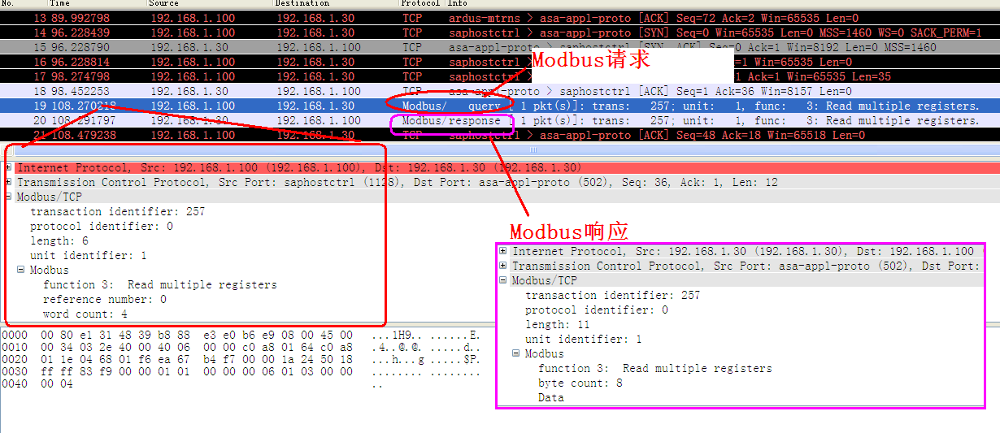 No. Time Source Destination Protocol Info
13 89.992798 192.168.1.100 192.168.1.30 TCP ardus-mtrns > asa-appl-proto [ACK] Seq=72 Ack=2 Win=65535 Len=0
14 96.228439 192.168.1.100 192.168.1.30 TCP saphostctrl > asa-appl-proto [SYN] Seq=0 Win=65535 Len=0 MSS=1460 WS=0 SACK_PERM=1
15 96.228790 192.168.1.30 192.168.1.100 TCP asa-appl-proto > saphostctrl [SYN, ACK] Seq=0 Ack=1 Win=8192 Len=0 MSS=1460
16 96.228814 192.168.1.100 192.168.1.30 TCP saphostctrl > =1 Win=65535 Len=0
Modbus请求
17 98.274798 192.168.1.100 192.168.1.30 TCP saphostctrl > 1 Ack=1 Win=65535 Len=35
18 98.452253 192.168.1.30 192.168.1.100 TCP asa-appl-proto > saphostctrl [ACK] Seq=1 Ack=36 Win=8157 Len=0
19 108.270218 192.168.1.100 192.168.1.30 Modbus/ query 1 pkt(s)]: trans: 257; unit: 1, func: 3: Read multiple registers.
20 108.291797 192.168.1.30 192.168.1.100 Modbus/ response [ 1 pkt(s)]: trans: 257; unit: 1, func: 3: Read multiple registers.
21 108.479238 192.168.1.100 192.168.1.30 TCP saphostctrl > asa-appl-proto [ACK] Seq=48 Ack=18 Win=65518 Len=0
Internet Protocol, Src: 192.168.1.100 (192.168.1.100), Dst: 192.168.1.30 (192.168.1.30)
Transmission Control Protocol, Src Port: saphostctrl (1128), Dst Port: asa-appl-proto (502), Seq: 36, Ack: 1, Len: 12
Modbus/TCP
transaction identifier: 257
protocol identifier: 0
length: 6
unit identifier: 1
Modbus
function 3: Read multiple registers
reference number: 0
word count: 4
Modbus响应
Internet Protocol, Src: 192.168.1.30 (192.168.1.30), Dst: 192.168.1.100
Transmission Control Protocol, Src Port: asa-appl-proto (502), Dst Port:
Modbus/TCP
transaction identifier: 257
protocol identifier: 0
length: 11
unit identifier: 1
Modbus
function 3: Read multiple registers
byte count: 8
Data
0000 00 80 e1 31 48 39 b8 88 e3 e0 b6 e9 08 00 45 00 ...1H9.. ......E.
0010 00 34 03 2e 40 00 40 06 00 00 c0 a8 01 64 c0 a8 .4..@.@. .....d..
0020 01 1e 04 68 01 f6 ea 67 b4 f7 00 00 1a 24 50 18 ...h...g .....$P.
0030 ff ff 83 f9 00 00 01 01 00 00 00 06 01 03 00 00 ........ ........
0040 00 04 ..